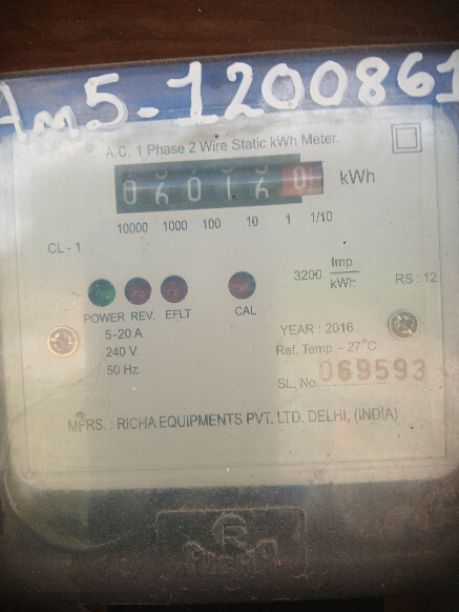 Am5-1200861
A.C. 1 Phase 2 Wire Static kWh Meter.
060160 kWh
10000 1000 100 10 1 1/10
CL - 1
3200 Imp/kWh RS : 12
POWER REV. EFLT CAL
5-20 A
240 V.
50 Hz.
YEAR : 2016
Ref. Temp. - 27°C
SL. No. 069593
MFRS. : RICHA EQUIPMENTS PVT. LTD. DELHI, (INDIA)